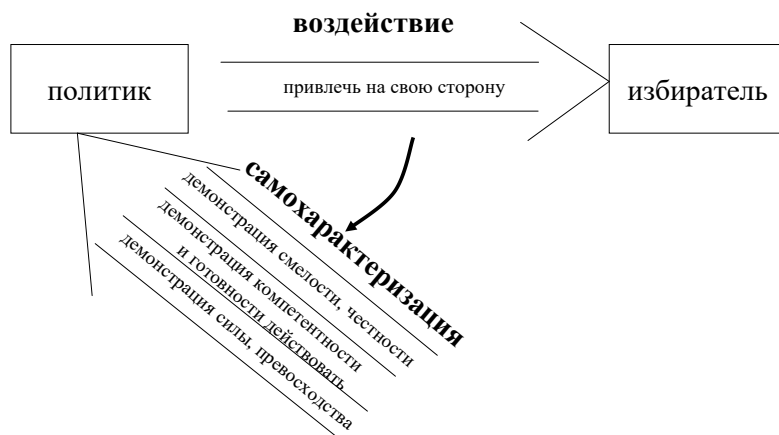 воздействие
политик
привлечь на свою сторону
избиратель
самохарактеризация
демонстрация смелости, честности
демонстрация компетентности
и готовности действовать
демонстрация силы, превосходства